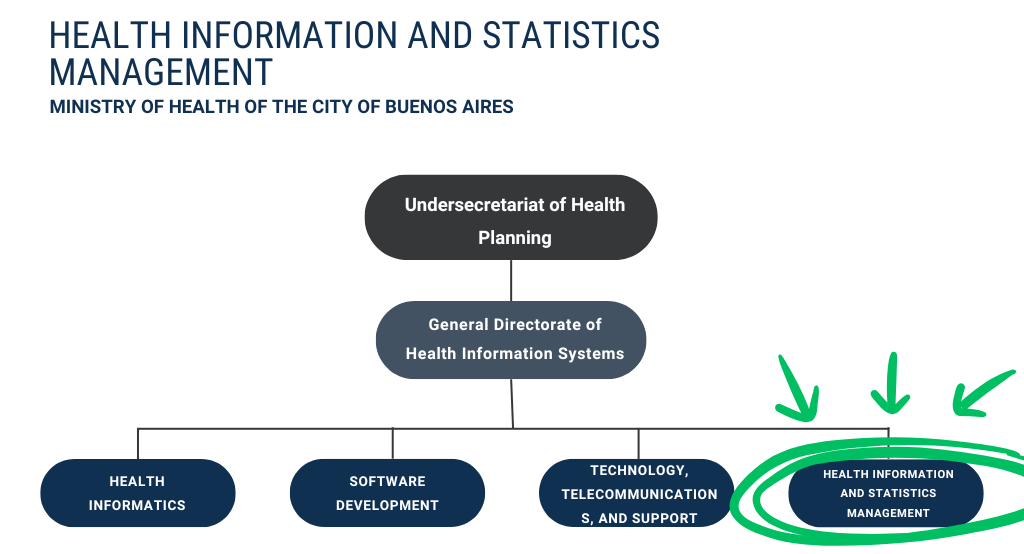 HEALTH INFORMATION AND STATISTICS
MANAGEMENT
MINISTRY OF HEALTH OF THE CITY OF BUENOS AIRES
Undersecretariat of Health
Planning
General Directorate of
Health Information Systems
HEALTH
INFORMATICS
SOFTWARE
DEVELOPMENT
TECHNOLOGY,
TELECOMMUNICATION
S, AND SUPPORT
HEALTH INFORMATION
AND STATISTICS
MANAGEMENT